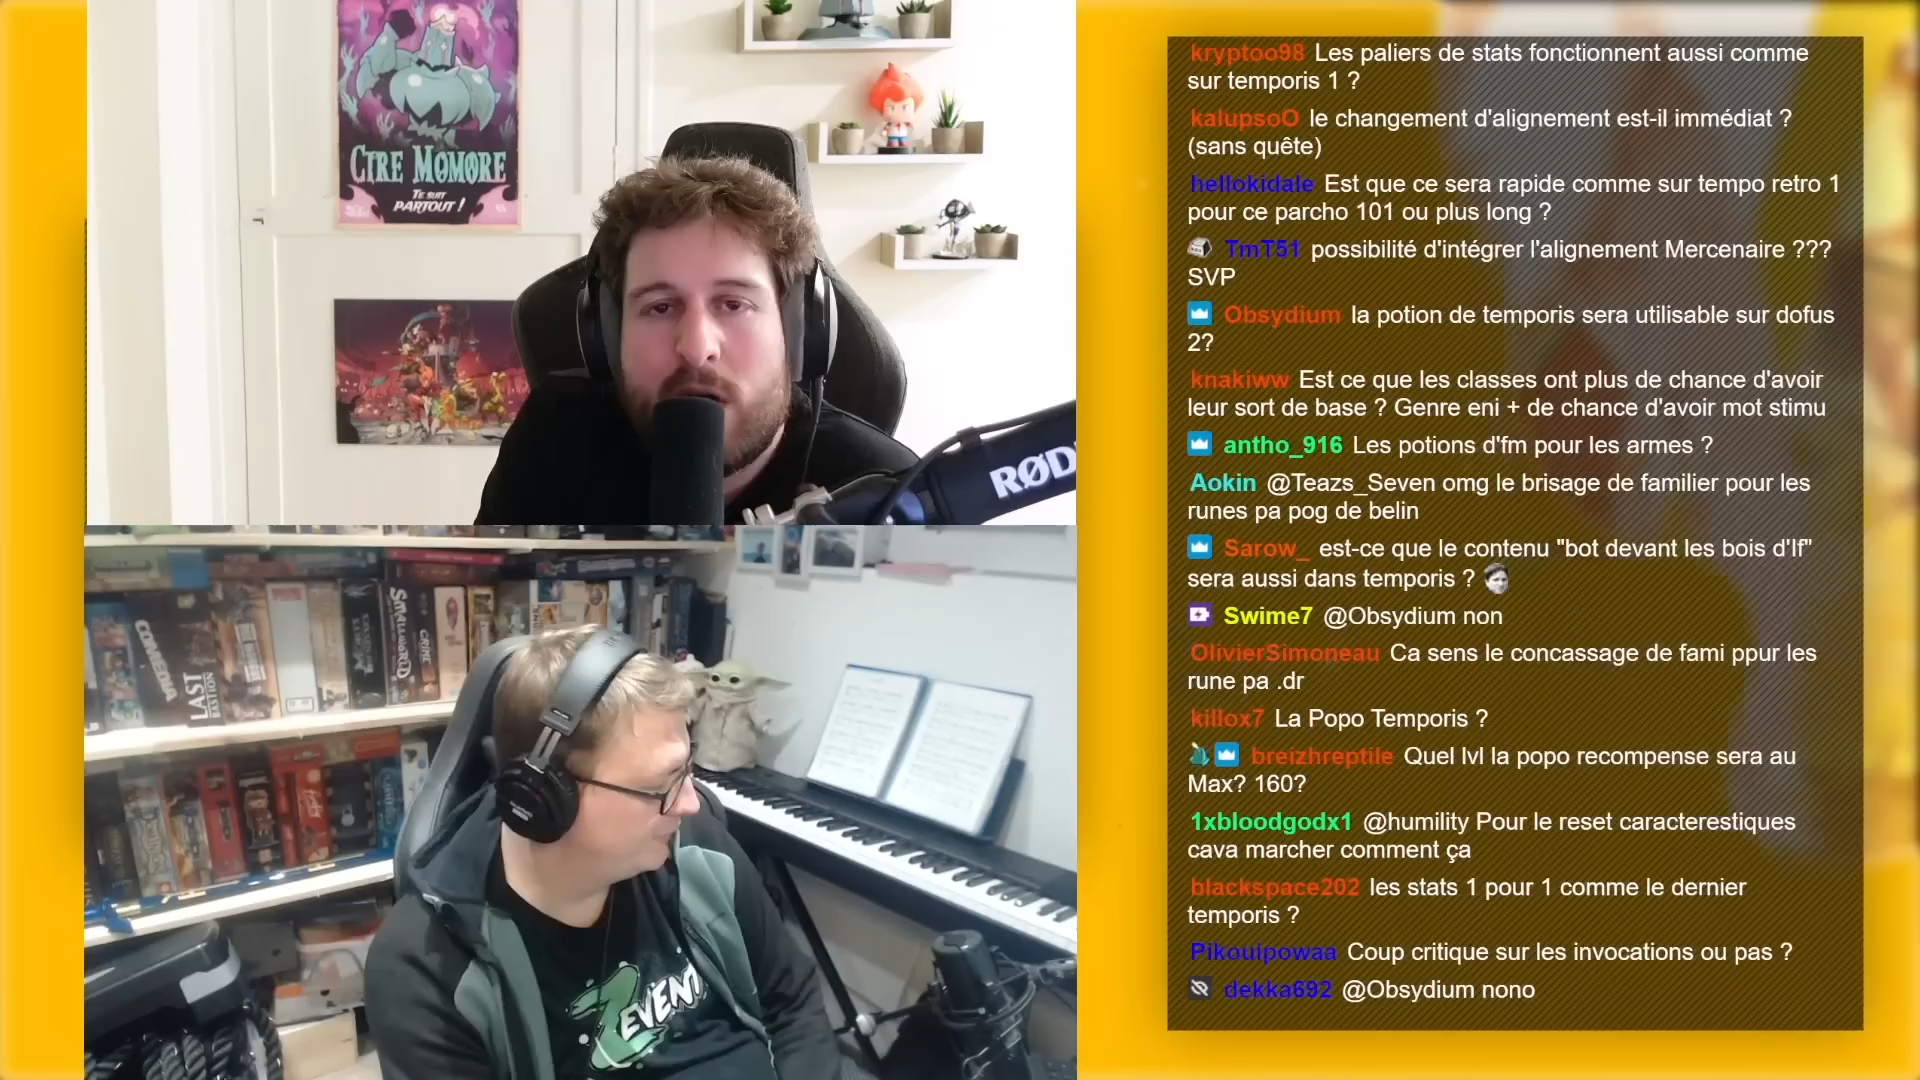 CTRE MOMORE
TE SUIT
PARTOUT !
RØD
COMEDIA
LAST
BASTION
SMALLWORLD
CRIME
ZEVENT
kryptoo98 Les paliers de stats fonctionnent aussi comme
sur temporis 1 ?
kalupsoO le changement d'alignement est-il immédiat ?
(sans quête)
hellokidale Est que ce sera rapide comme sur tempo retro 1
pour ce parcho 101 ou plus long ?
TmT51 possibilité d'intégrer l'alignement Mercenaire ???
SVP
Obsydium la potion de temporis sera utilisable sur dofus
2?
knakiww Est ce que les classes ont plus de chance d'avoir
leur sort de base ? Genre eni + de chance d'avoir mot stimu
antho_916 Les potions d'fm pour les armes ?
Aokin @Teazs_Seven omg le brisage de familier pour les
runes pa pog de belin
Sarow_ est-ce que le contenu "bot devant les bois d'If"
sera aussi dans temporis ?
Swime7 @Obsydium non
OlivierSimoneau Ca sens le concassage de fami ppur les
rune pa .dr
killox7 La Popo Temporis ?
breizhreptile Quel lvl la popo recompense sera au
Max? 160?
1xbloodgodx1 @humility Pour le reset caracterestiques
cava marcher comment ça
blackspace202 les stats 1 pour 1 comme le dernier
temporis ?
Pikouipowaa Coup critique sur les invocations ou pas ?
dekka692 @Obsydium nono